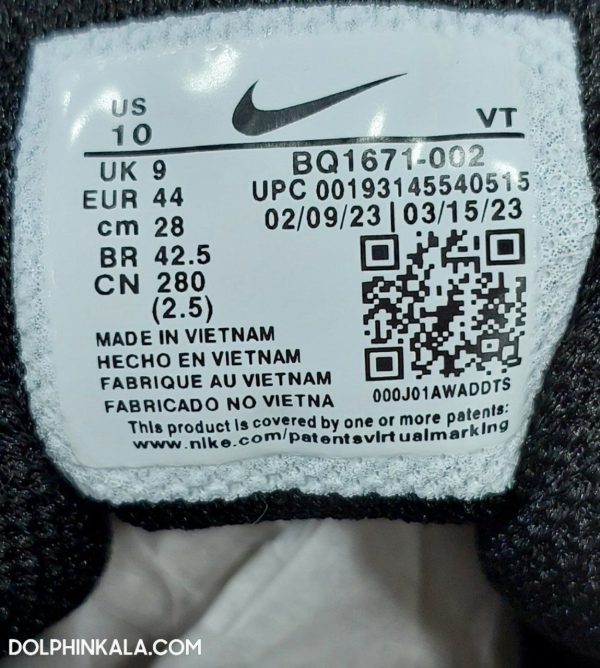 US
10
VT
UK 9
EUR 44
cm 28
BR 42.5
CN 280
(2.5)
BQ1671-002
UPC 00193145540515
02/09/23 | 03/15/23
000J01AWADDTS
MADE IN VIETNAM
HECHO EN VIETNAM
FABRIQUE AU VIETNAM
FABRICADO NO VIETNA
This product is covered by one or more patents:
www.nike.com/patentsvirtualmarking
DOLPHINKALA.COM